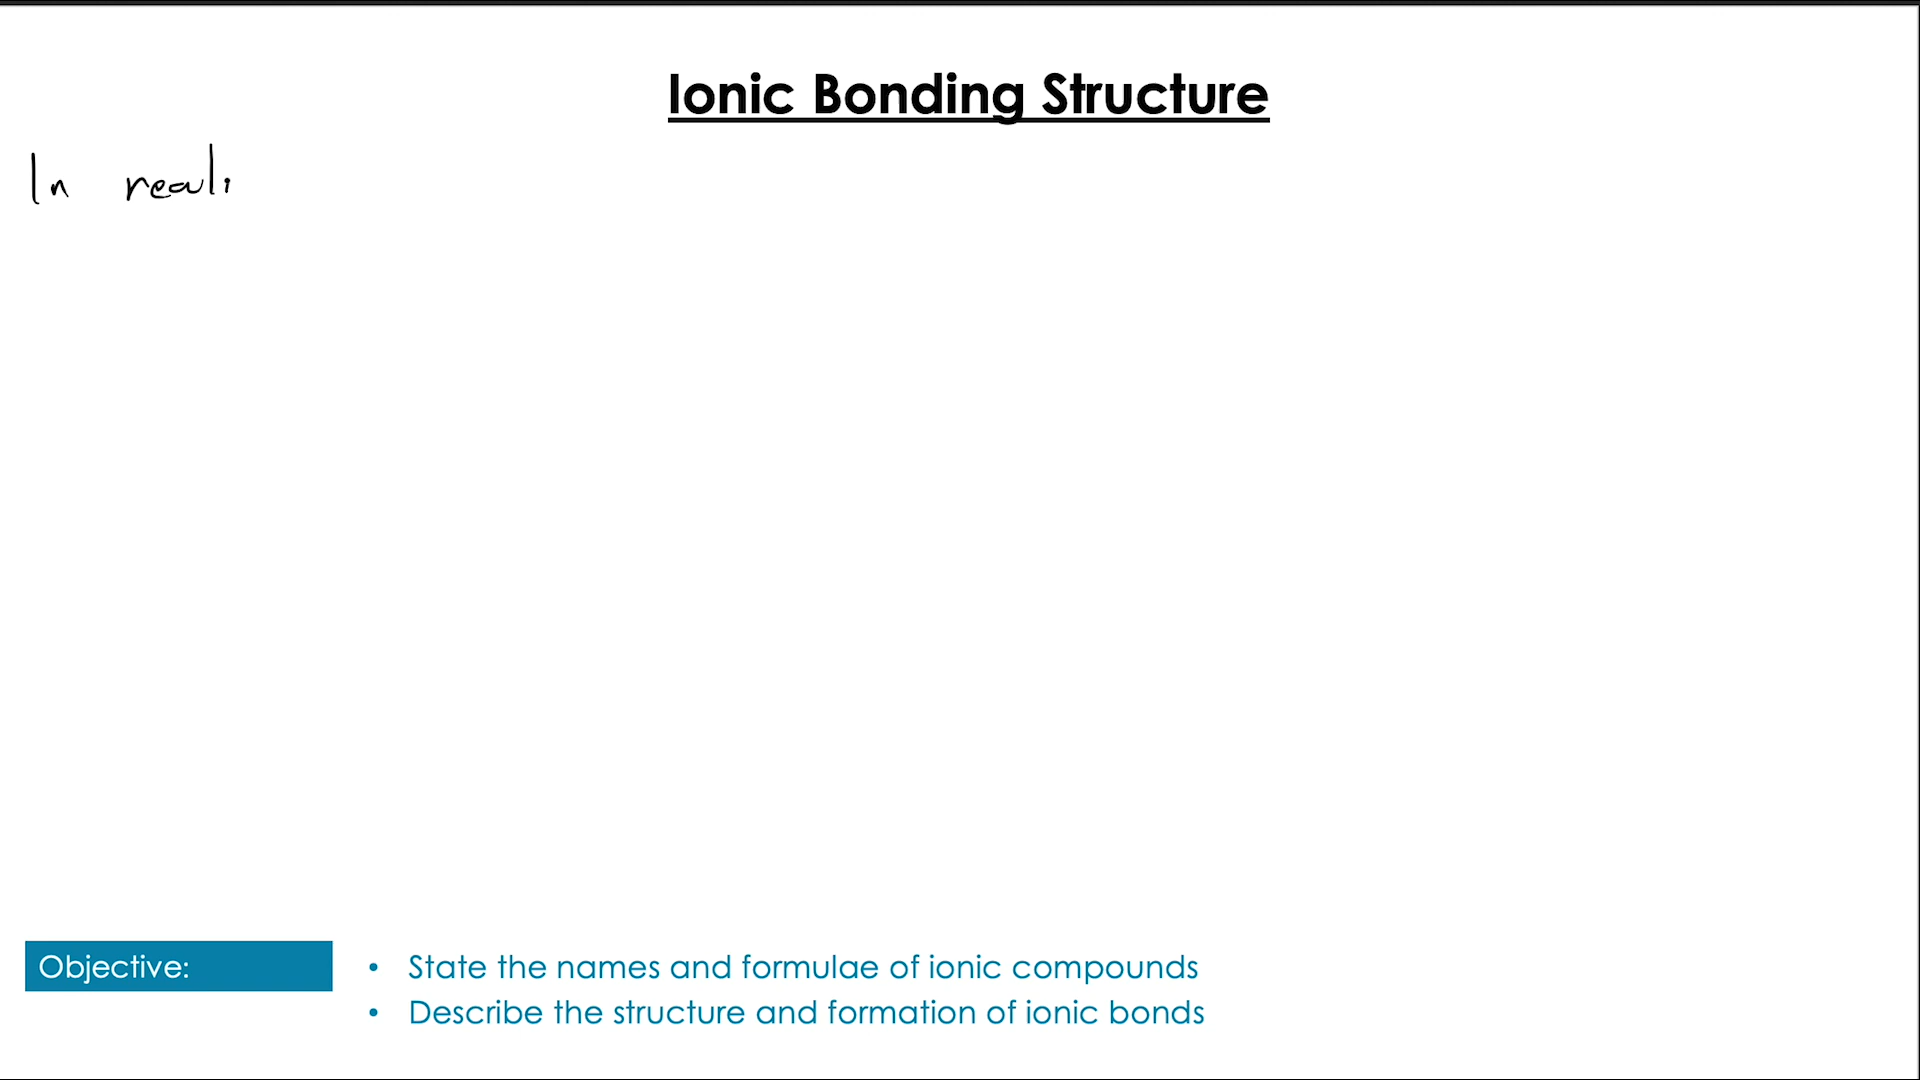 Ionic Bonding Structure
In reali
Objective:
• State the names and formulae of ionic compounds
• Describe the structure and formation of ionic bonds